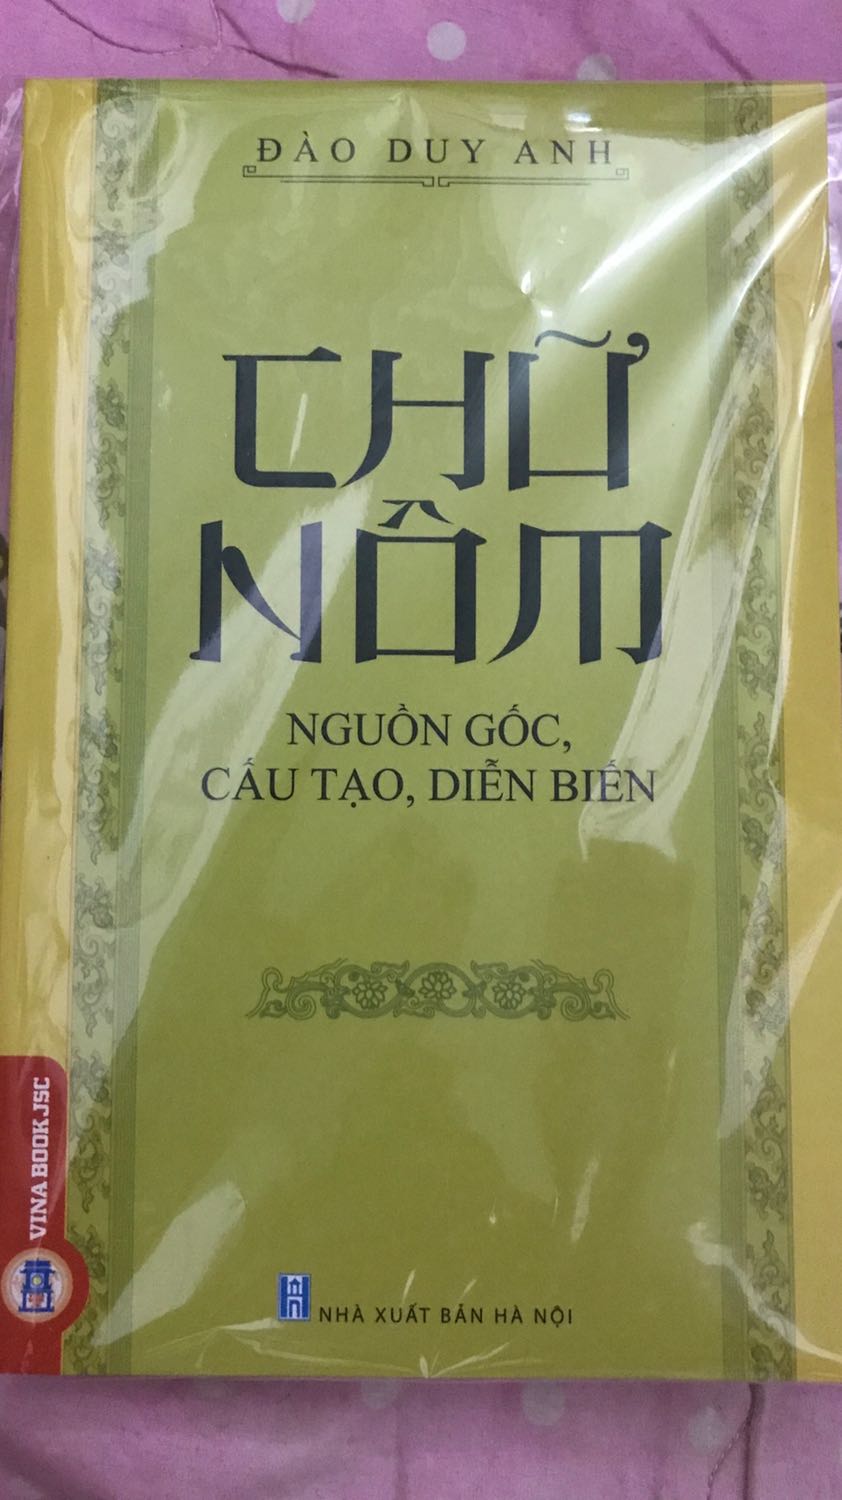 ĐÀO DUY ANH
CHỮ
NÔM
NGUỒN GỐC,
CẤU TẠO, DIỄN BIẾN
VINA BOOK.JSC
NHÀ XUẤT BẢN HÀ NỘI